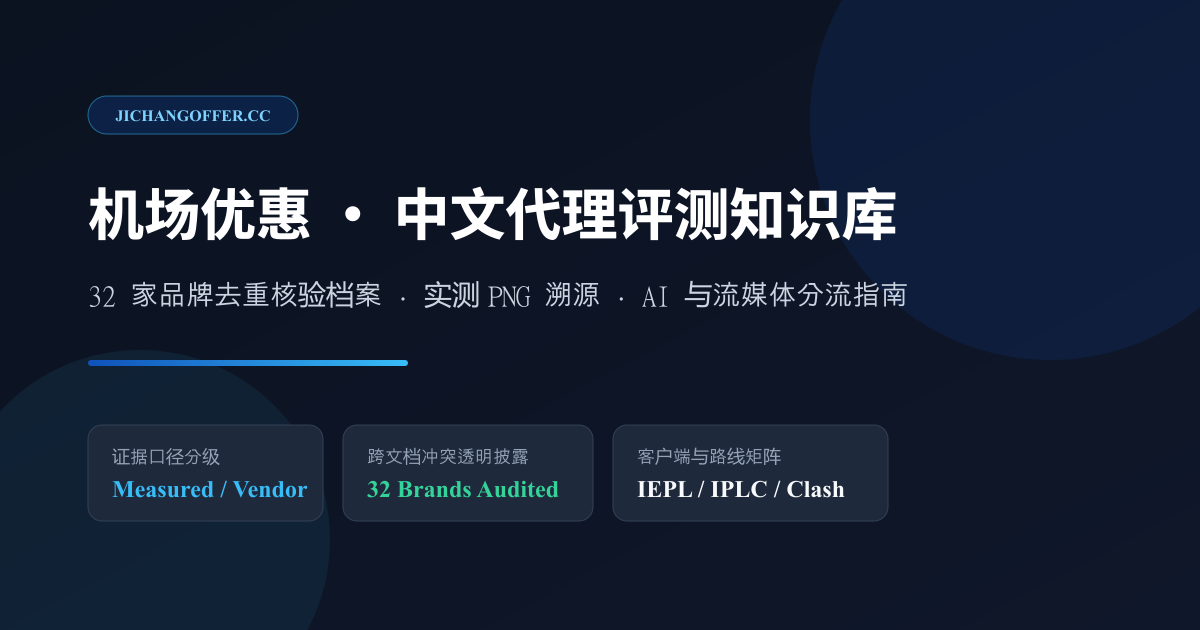 JICHANGOFFER.CC
机场优惠 · 中文代理评测知识库
32 家品牌去重核验档案 · 实测 PNG 溯源 · AI 与流媒体分流指南
证据口径分级
Measured / Vendor
跨文档冲突透明披露
32 Brands Audited
客户端与路线矩阵
IEPL / IPLC / Clash